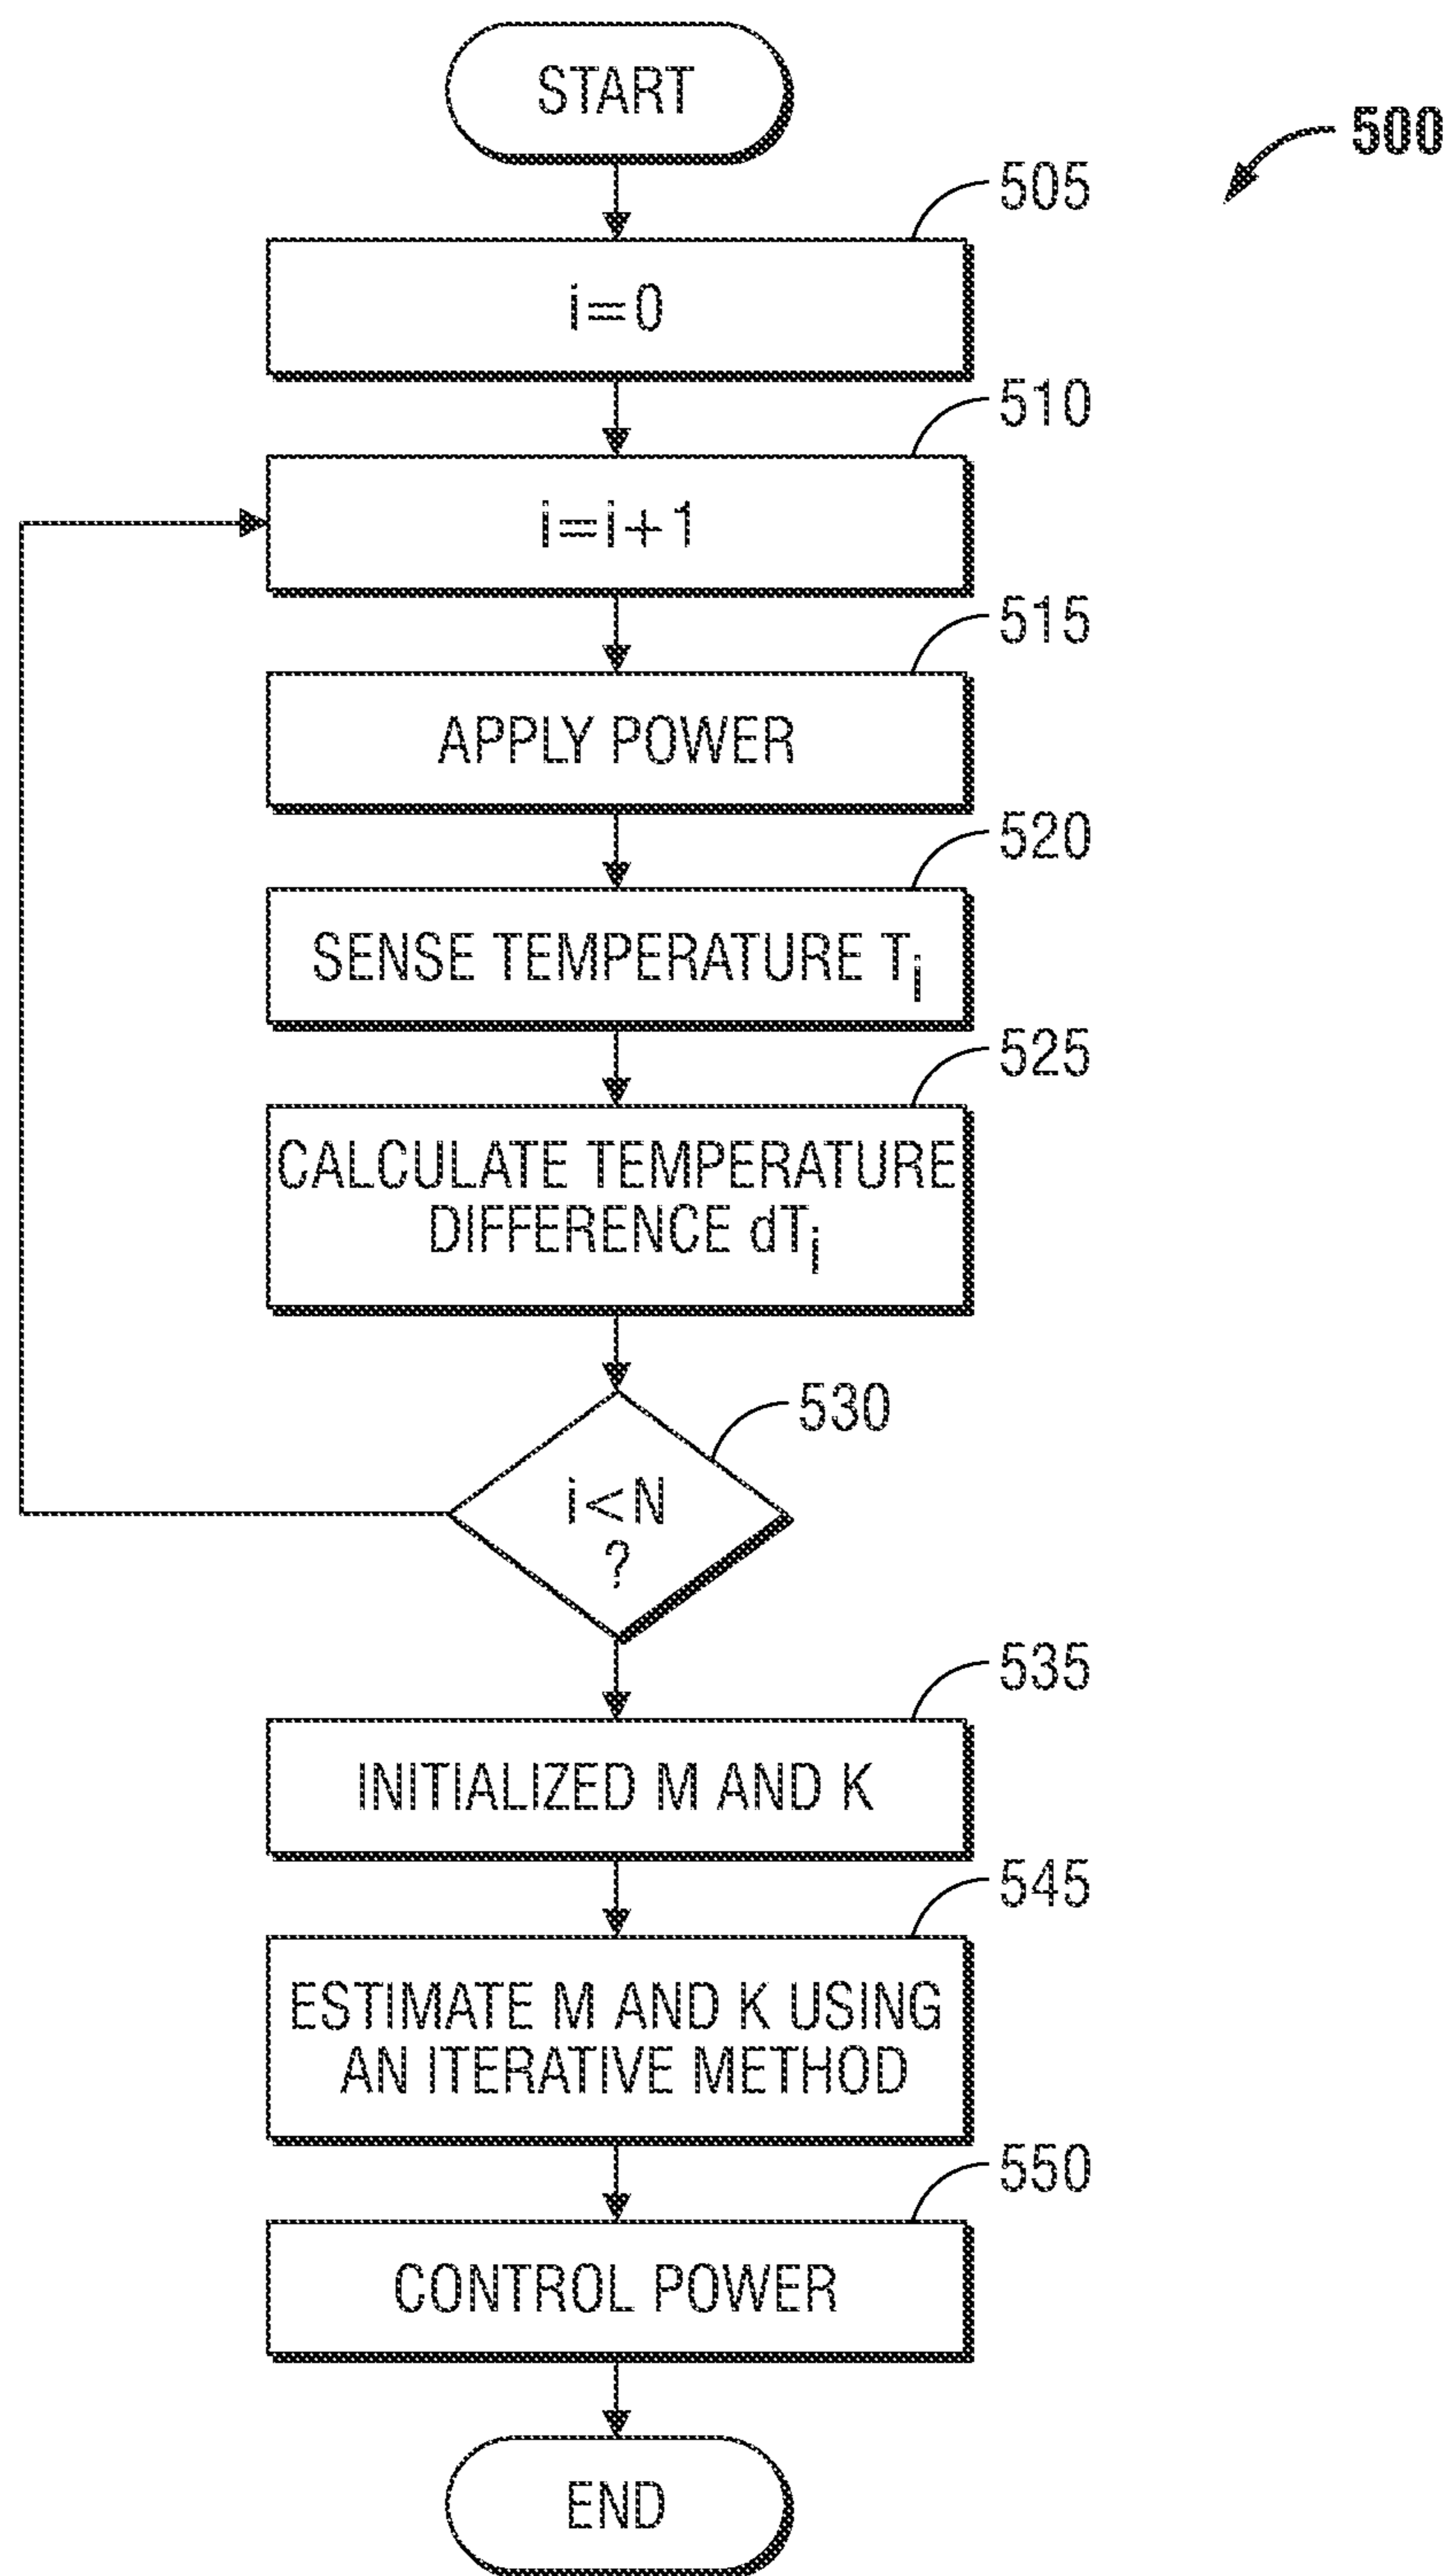 START
500
505
i=0
510
i=i+1
515
APPLY POWER
520
SENSE TEMPERATURE Ti
525
CALCULATE TEMPERATURE
DIFFERENCE dTi
530
i<N
?
535
INITIALIZED M AND K
545
ESTIMATE M AND K USING
AN ITERATIVE METHOD
550
CONTROL POWER
END